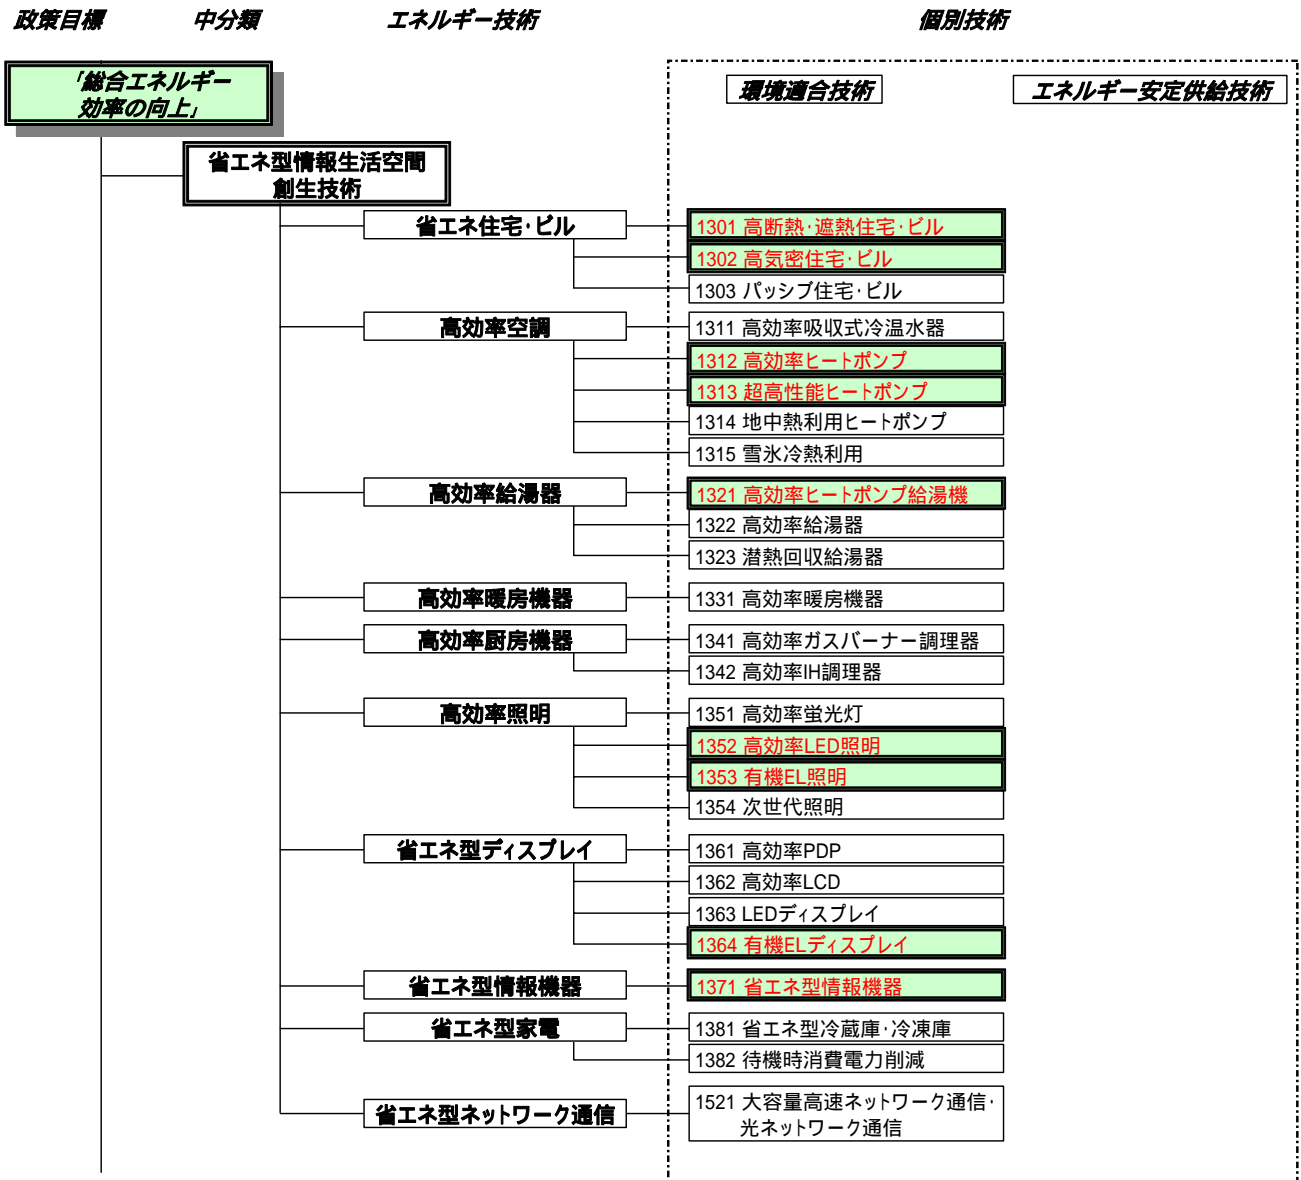 政策目標 中分類 エネルギー技術 個別技術
「総合エネルギー
効率の向上」
環境適合技術 エネルギー安定供給技術
省エネ型情報生活空間
創生技術
省エネ住宅・ビル 1301 高断熱・遮熱住宅・ビル
1302 高気密住宅・ビル
1303 パッシブ住宅・ビル
高効率空調 1311 高効率吸収式冷温水器
1312 高効率ヒートポンプ
1313 超高性能ヒートポンプ
1314 地中熱利用ヒートポンプ
1315 雪氷冷熱利用
高効率給湯器 1321 高効率ヒートポンプ給湯機
1322 高効率給湯器
1323 潜熱回収給湯器
高効率暖房機器 1331 高効率暖房機器
高効率厨房機器 1341 高効率ガスバーナー調理器
1342 高効率IH調理器
高効率照明 1351 高効率蛍光灯
1352 高効率LED照明
1353 有機EL照明
1354 次世代照明
省エネ型ディスプレイ 1361 高効率PDP
1362 高効率LCD
1363 LEDディスプレイ
1364 有機ELディスプレイ
省エネ型情報機器 1371 省エネ型情報機器
省エネ型家電 1381 省エネ型冷蔵庫・冷凍庫
1382 待機時消費電力削減
省エネ型ネットワーク通信 1521 大容量高速ネットワーク通信・
光ネットワーク通信